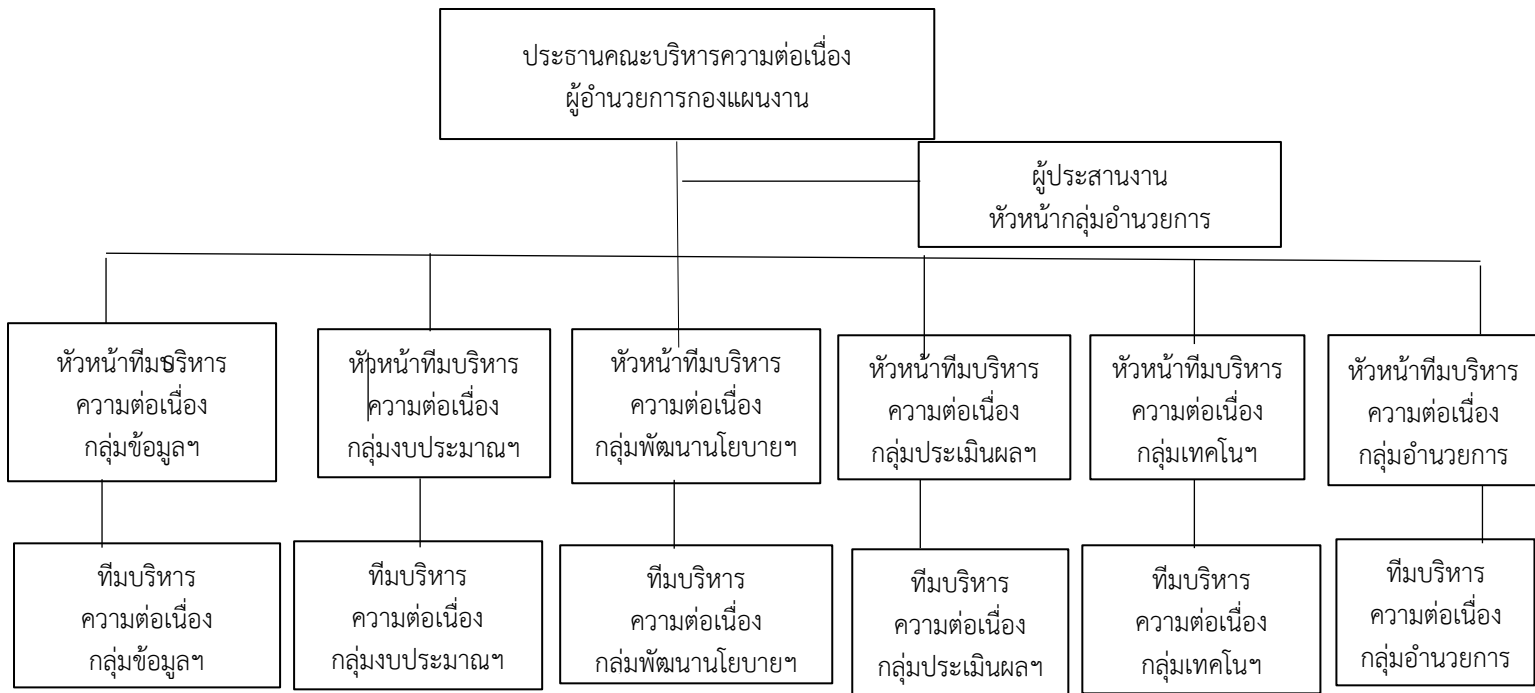 ประธานคณะบริหารความต่อเนื่อง
ผู้อำนวยการกองแผนงาน
ผู้ประสานงาน
หัวหน้ากลุ่มอำนวยการ
หัวหน้าทีมบริหาร
ความต่อเนื่อง
กลุ่มข้อมูลฯ
หัวหน้าทีมบริหาร
ความต่อเนื่อง
กลุ่มงบประมาณฯ
หัวหน้าทีมบริหาร
ความต่อเนื่อง
กลุ่มพัฒนานโยบายฯ
หัวหน้าทีมบริหาร
ความต่อเนื่อง
กลุ่มประเมินผลฯ
หัวหน้าทีมบริหาร
ความต่อเนื่อง
กลุ่มเทคโนฯ
หัวหน้าทีมบริหาร
ความต่อเนื่อง
กลุ่มอำนวยการ
ทีมบริหาร
ความต่อเนื่อง
กลุ่มข้อมูลฯ
ทีมบริหาร
ความต่อเนื่อง
กลุ่มงบประมาณฯ
ทีมบริหาร
ความต่อเนื่อง
กลุ่มพัฒนานโยบายฯ
ทีมบริหาร
ความต่อเนื่อง
กลุ่มประเมินผลฯ
ทีมบริหาร
ความต่อเนื่อง
กลุ่มเทคโนฯ
ทีมบริหาร
ความต่อเนื่อง
กลุ่มอำนวยการ